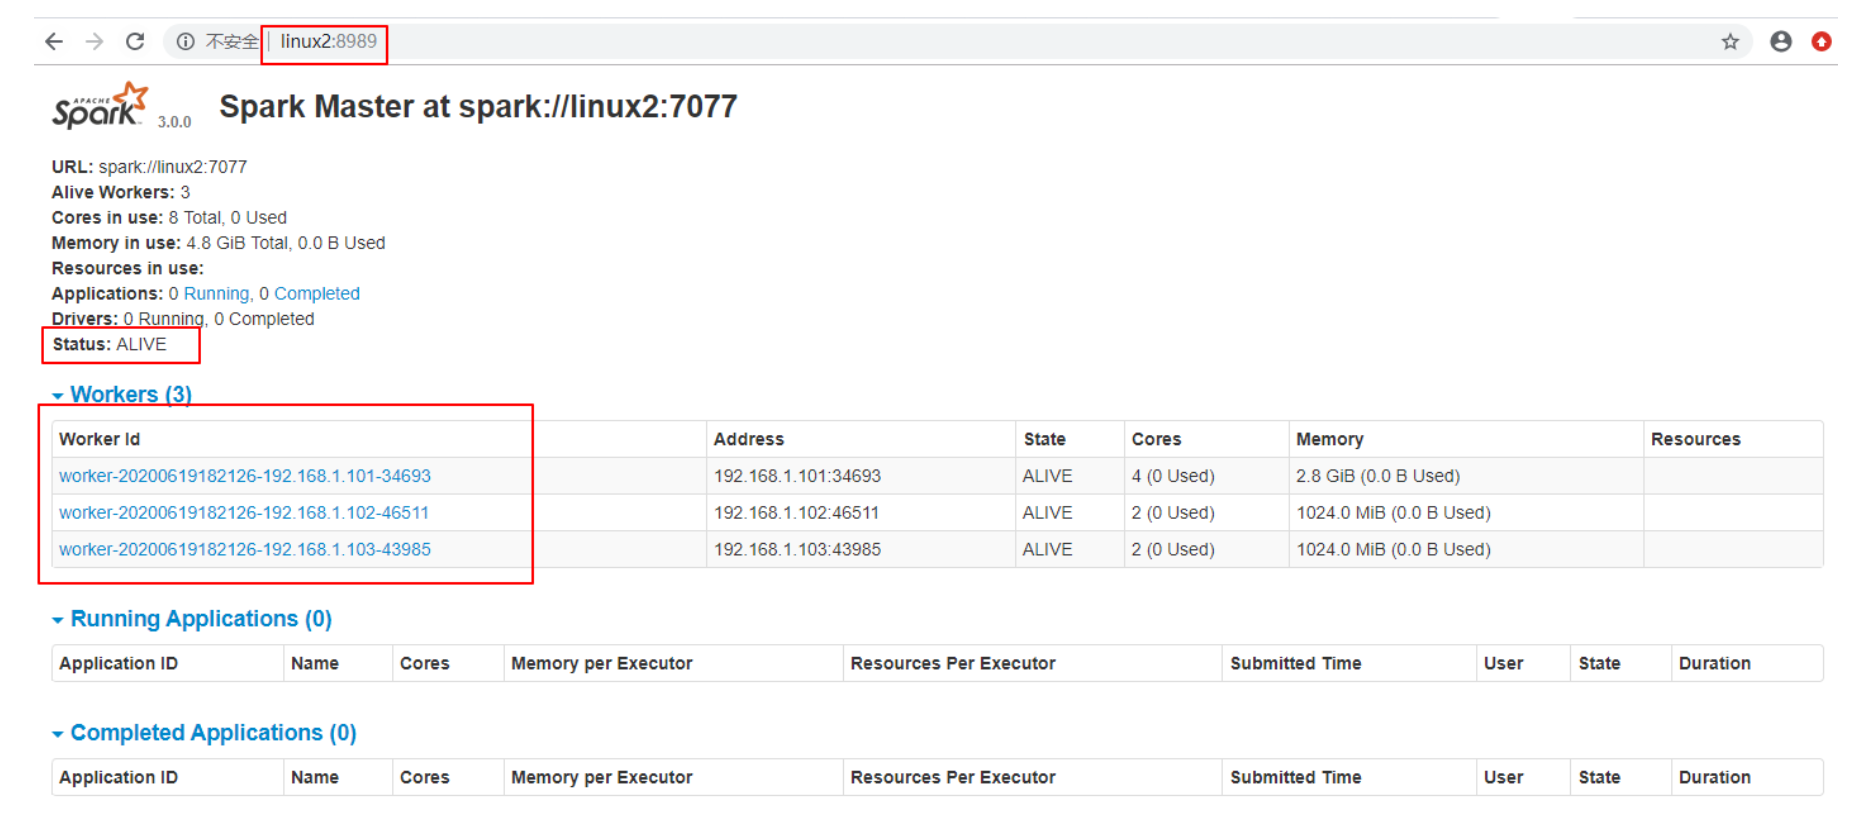 不安全 | linux2:8989
APACHE Spark 3.0.0 Spark Master at spark://linux2:7077
URL: spark://linux2:7077
Alive Workers: 3
Cores in use: 8 Total, 0 Used
Memory in use: 4.8 GiB Total, 0.0 B Used
Resources in use:
Applications: 0 Running, 0 Completed
Drivers: 0 Running, 0 Completed
Status: ALIVE
Workers (3)
Worker Id Address State Cores Memory Resources
worker-20200619182126-192.168.1.101-34693 192.168.1.101:34693 ALIVE 4 (0 Used) 2.8 GiB (0.0 B Used)
worker-20200619182126-192.168.1.102-46511 192.168.1.102:46511 ALIVE 2 (0 Used) 1024.0 MiB (0.0 B Used)
worker-20200619182126-192.168.1.103-43985 192.168.1.103:43985 ALIVE 2 (0 Used) 1024.0 MiB (0.0 B Used)
Running Applications (0)
Application ID Name Cores Memory per Executor Resources Per Executor Submitted Time User State Duration
Completed Applications (0)
Application ID Name Cores Memory per Executor Resources Per Executor Submitted Time User State Duration